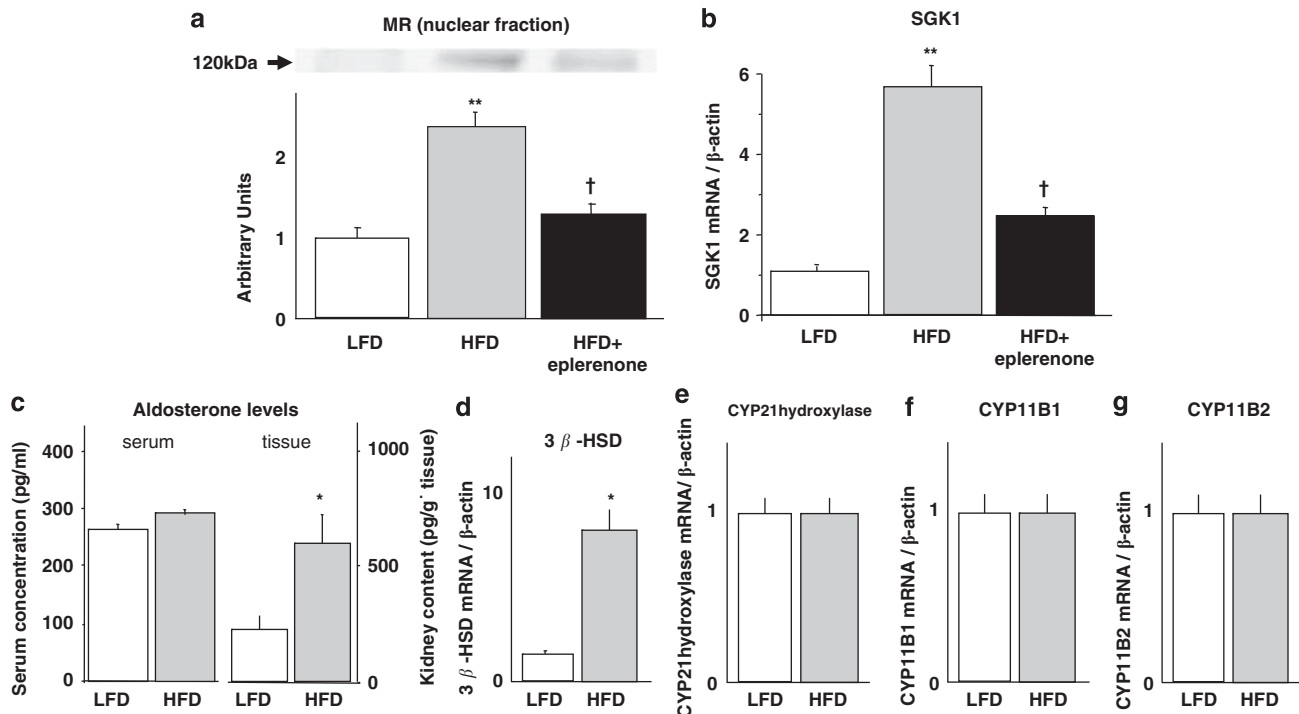 a
MR (nuclear fraction)
120kDa
Arbitrary Units
2
1
0
**
†
LFD
HFD
HFD+
eplerenone
b
SGK1
SGK1 mRNA / β-actin
6
4
2
0
**
†
LFD
HFD
HFD+
eplerenone
c
Aldosterone levels
serum
tissue
Serum concentration (pg/ml)
400
300
200
100
0
*
1000
500
0
Kidney content (pg/g˙ tissue)
LFD
HFD
LFD
HFD
d
3 β -HSD
3 β -HSD mRNA / β-actin
10
0
*
LFD
HFD
e
CYP21hydroxylase
CYP21hydroxylase mRNA/ β-actin
1
0
LFD
HFD
f
CYP11B1
CYP11B1 mRNA / β-actin
1
0
LFD
HFD
g
CYP11B2
CYP11B2 mRNA / β-actin
1
0
LFD
HFD